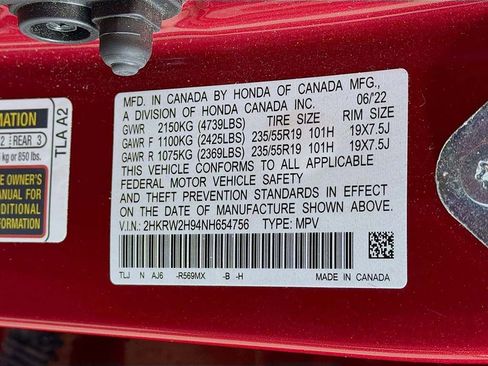 MFD. IN CANADA BY HONDA OF CANADA MFG.,
A DIVISION OF HONDA CANADA INC. 06/22
GVWR 2150KG (4739LBS) TIRE SIZE RIM SIZE
GAWR F 1100KG (2425LBS) 235/55R19 101H 19X7.5J
GAWR R 1075KG (2369LBS) 235/55R19 101H 19X7.5J
THIS VEHICLE CONFORMS TO ALL APPLICABLE
FEDERAL MOTOR VEHICLE SAFETY
AND THEFT PREVENTION STANDARDS IN EFFECT
ON THE DATE OF MANUFACTURE SHOWN ABOVE.
V.I.N.: 2HKRW2H94NH654756 TYPE: MPV
TLJ N AJ6 -R569MX -B -H
MADE IN CANADA
TLA A2
2 REAR 3
kg or 850 lbs.
E OWNER'S
ANUAL FOR